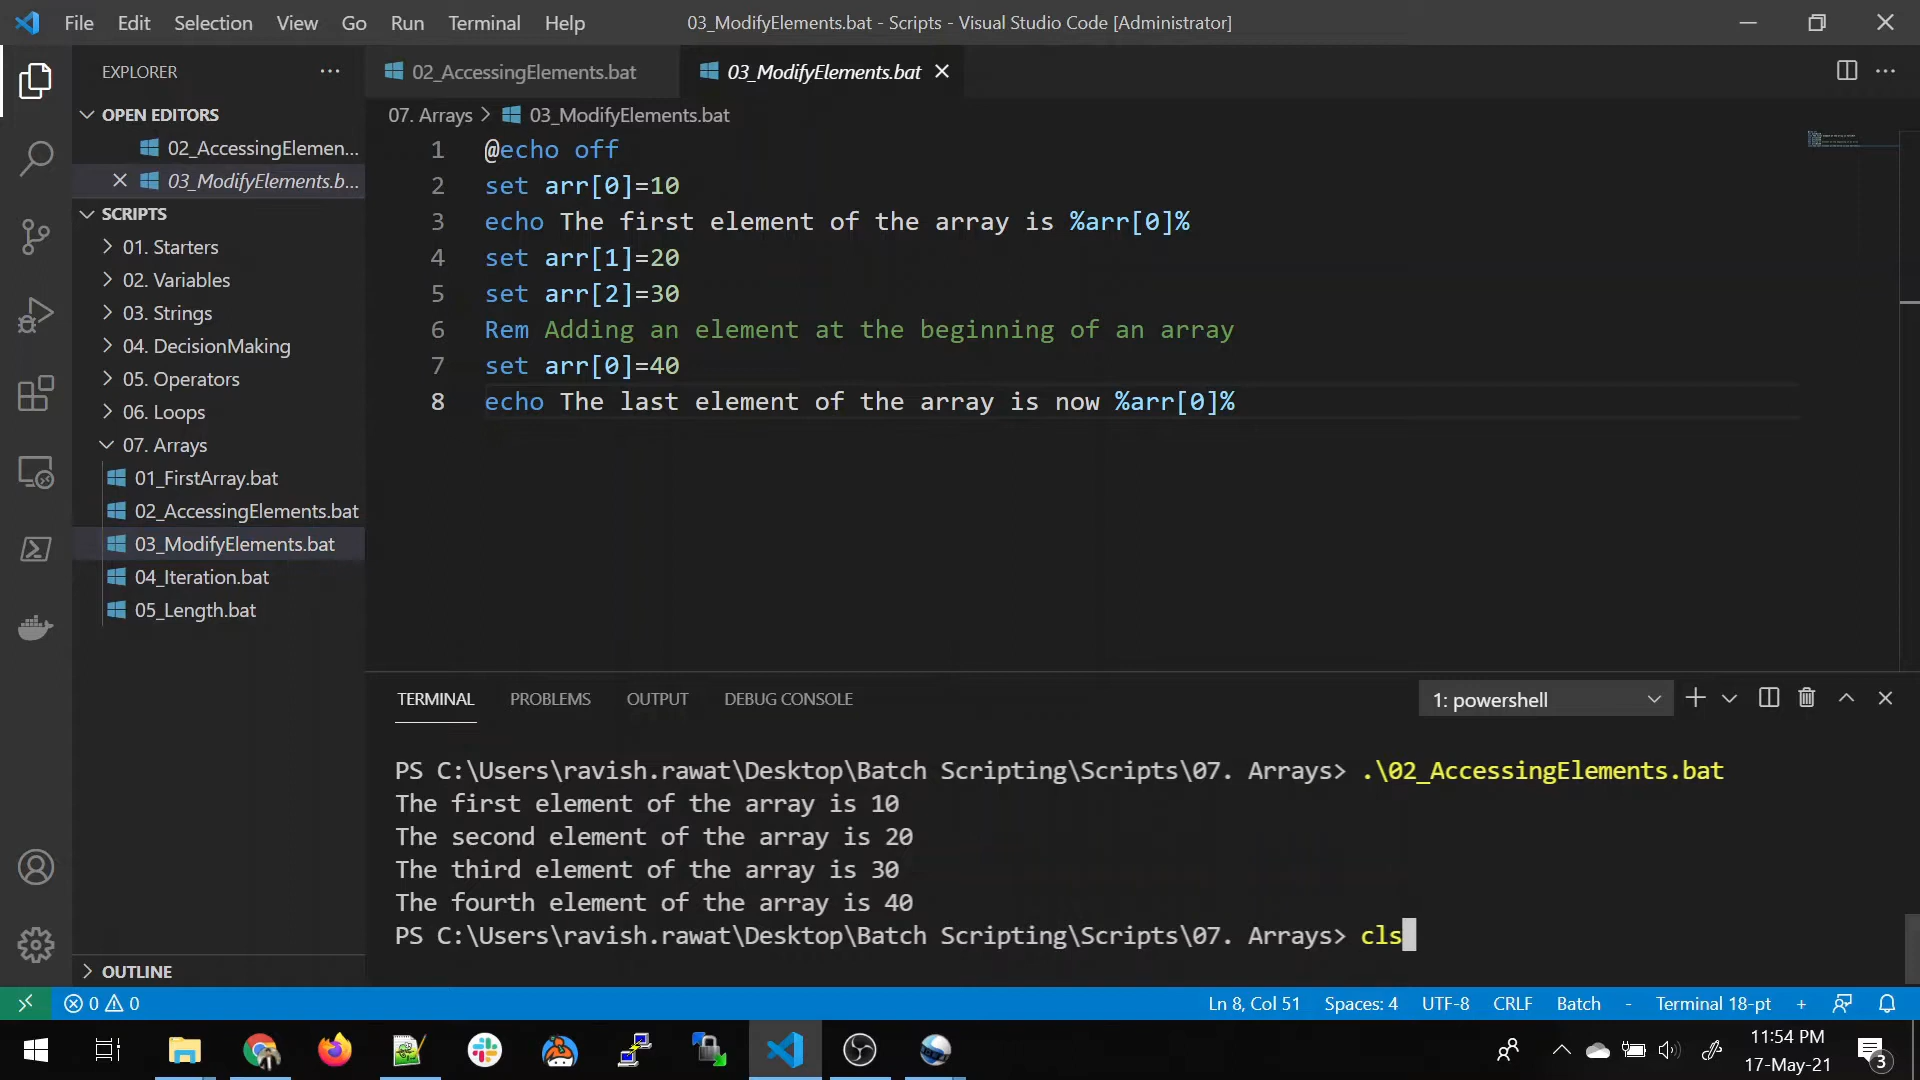 File Edit Selection View Go Run Terminal Help 03_ModifyElements.bat - Scripts - Visual Studio Code [Administrator]
EXPLORER
02_AccessingElements.bat
03_ModifyElements.bat
OPEN EDITORS
02_AccessingElemen...
03_ModifyElements.b...
SCRIPTS
01. Starters
02. Variables
03. Strings
04. DecisionMaking
05. Operators
06. Loops
07. Arrays
01_FirstArray.bat
02_AccessingElements.bat
03_ModifyElements.bat
04_Iteration.bat
05_Length.bat
OUTLINE
07. Arrays > 03_ModifyElements.bat
1 @echo off
2 set arr[0]=10
3 echo The first element of the array is %arr[0]%
4 set arr[1]=20
5 set arr[2]=30
6 Rem Adding an element at the beginning of an array
7 set arr[0]=40
8 echo The last element of the array is now %arr[0]%
TERMINAL PROBLEMS OUTPUT DEBUG CONSOLE 1: powershell
PS C:\Users\ravish.rawat\Desktop\Batch Scripting\Scripts\07. Arrays> .\02_AccessingElements.bat
The first element of the array is 10
The second element of the array is 20
The third element of the array is 30
The fourth element of the array is 40
PS C:\Users\ravish.rawat\Desktop\Batch Scripting\Scripts\07. Arrays> cls
0 0 Ln 8, Col 51 Spaces: 4 UTF-8 CRLF Batch - Terminal 18-pt +
11:54 PM
17-May-21
3